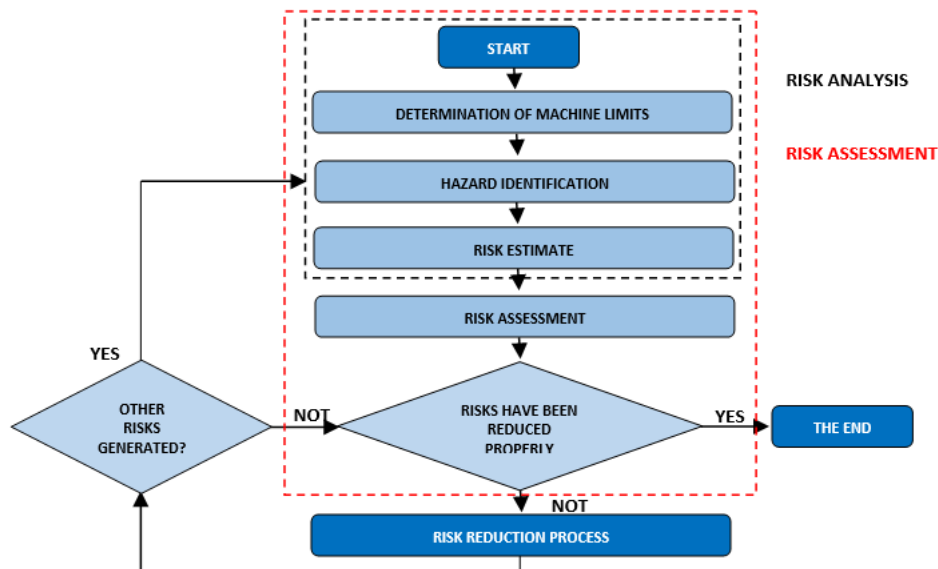 START
RISK ANALYSIS
DETERMINATION OF MACHINE LIMITS
RISK ASSESSMENT
HAZARD IDENTIFICATION
RISK ESTIMATE
RISK ASSESSMENT
YES
OTHER
RISKS
GENERATED?
NOT
RISKS HAVE BEEN
REDUCED
PROPERLY
YES
THE END
NOT
RISK REDUCTION PROCESS